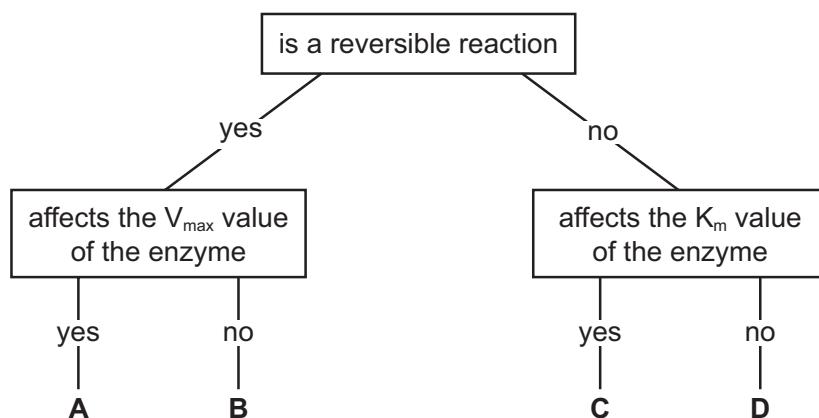 is a reversible reaction
yes
no
affects the Vmax value
of the enzyme
affects the Km value
of the enzyme
yes
no
yes
no
A
B
C
D